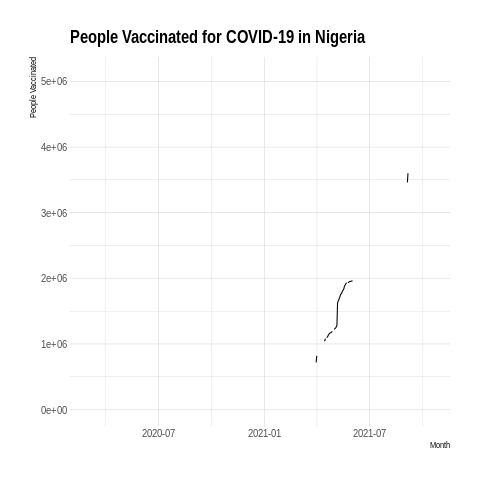 People Vaccinated for COVID-19 in Nigeria
People Vaccinated
5e+06
4e+06
3e+06
2e+06
1e+06
0e+00
2020-07 2021-01 2021-07
Month